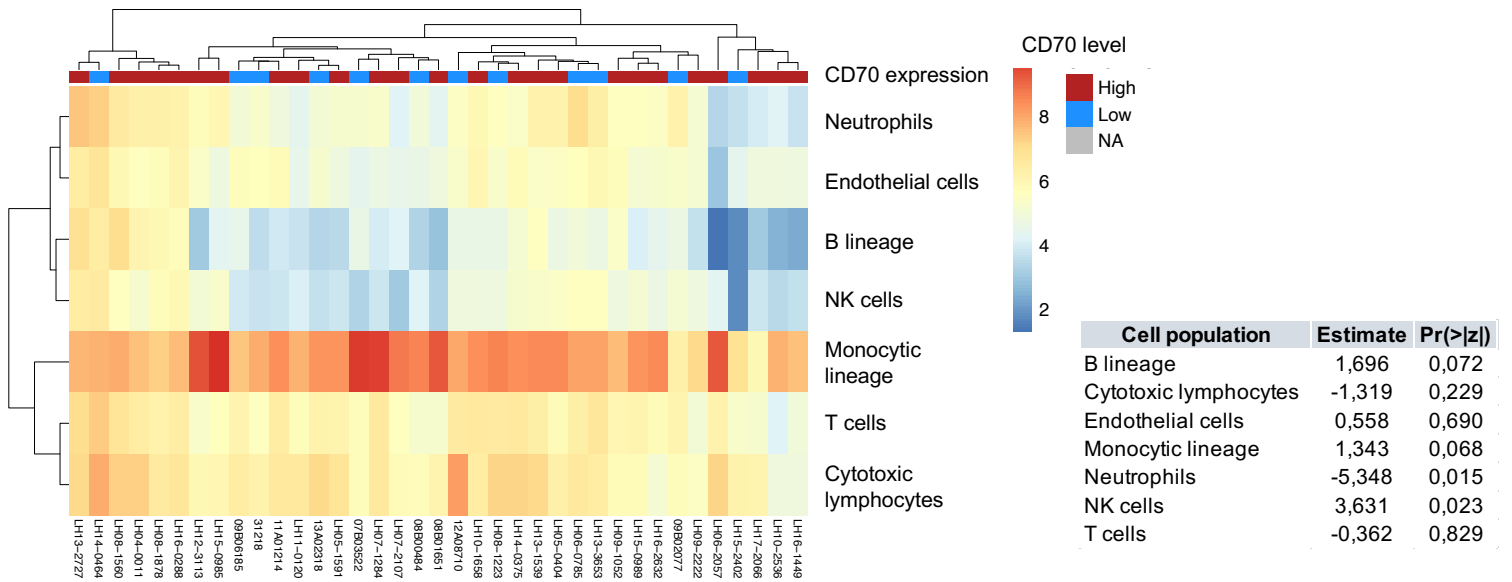 CD70 level
CD70 expression
High
Low
NA
8
6
4
2
Neutrophils
Endothelial cells
B lineage
NK cells
Monocytic
lineage
T cells
Cytotoxic
lymphocytes
LH13-2727
LH14-0464
LH08-1560
LH04-0011
LH08-1878
LH16-0288
LH12-3113
LH15-0985
09B06185
31218
11A01214
LH11-0120
13A02318
LH05-1591
07B03522
LH07-1284
LH07-2107
08B00484
08B01651
12A08710
LH10-1658
LH08-1223
LH14-0375
LH13-1539
LH05-0404
LH06-0785
LH13-3653
LH09-1052
LH15-0989
LH16-2632
09B02077
LH09-2222
LH06-2057
LH15-2402
LH17-2066
LH10-2536
LH16-1449
Cell population Estimate Pr(>|z|)
B lineage 1,696 0,072
Cytotoxic lymphocytes -1,319 0,229
Endothelial cells 0,558 0,690
Monocytic lineage 1,343 0,068
Neutrophils -5,348 0,015
NK cells 3,631 0,023
T cells -0,362 0,829